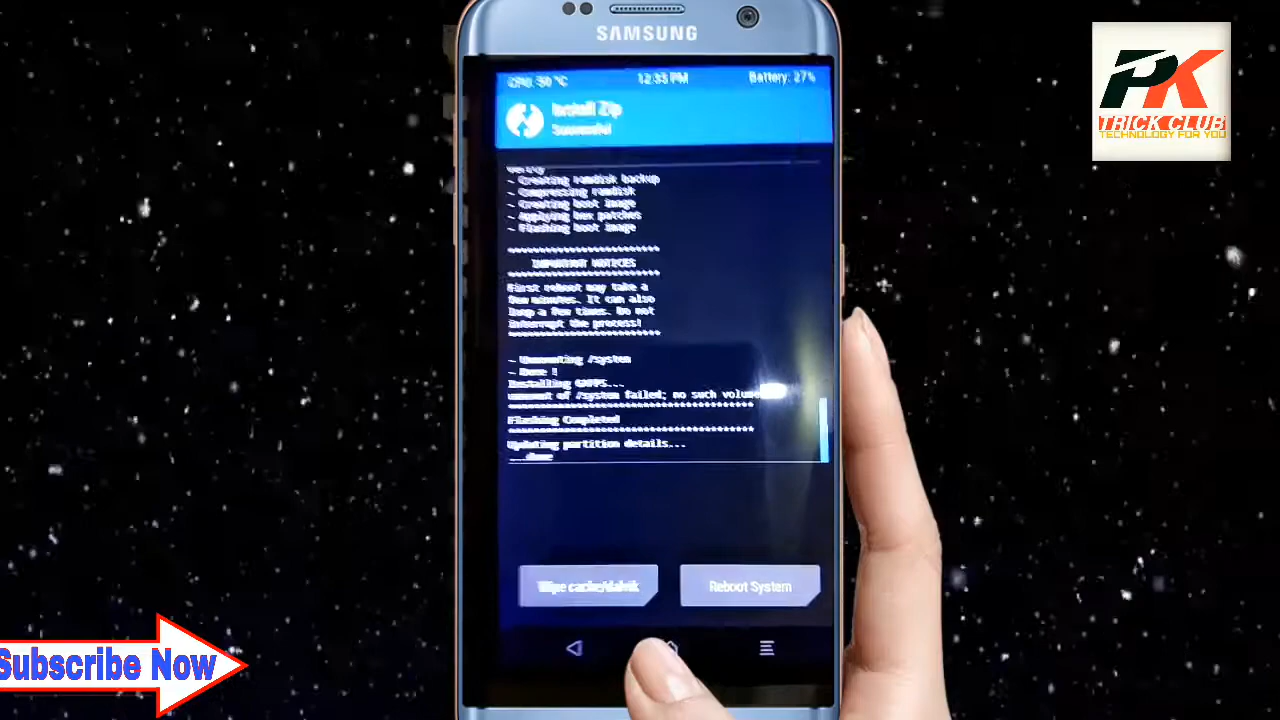 SAMSUNG
CPU: 50 °C
12:35 PM
Battery: 27%
Install Zip
Successful
verity
- Creating ramdisk backup
- Compressing ramdisk
- Creating boot image
- Applying hex patches
- Flashing boot image
****************************
IMPORTANT NOTICES
****************************
First reboot may take a
few minutes. It can also
loop a few times. Do not
interrupt the process!
****************************
- Unmounting /system
- Done !
Installing GAPPS...
unmount of /system failed; no such volume
Flashing Completed
Updating partition details...
...done
Wipe cache/dalvik
Reboot System
PK
TRICK CLUB
TECHNOLOGY FOR YOU
Subscribe Now